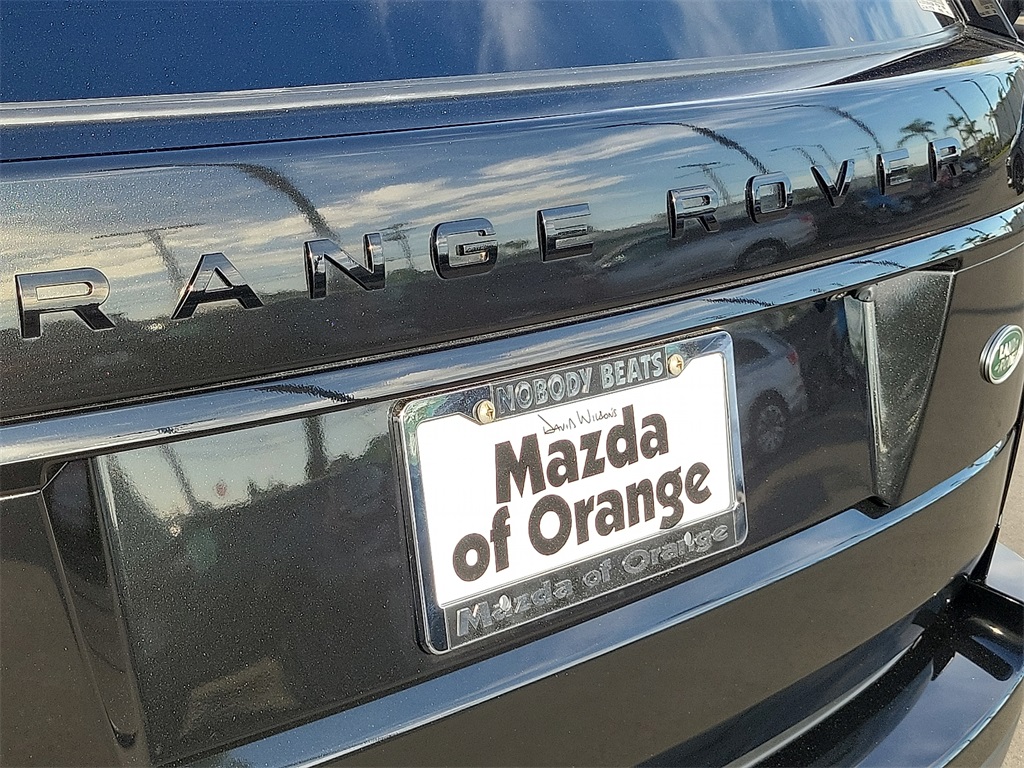 RANGE ROVER
NOBODY BEATS
David Wilson's
Mazda
of Orange
Mazda of Orange